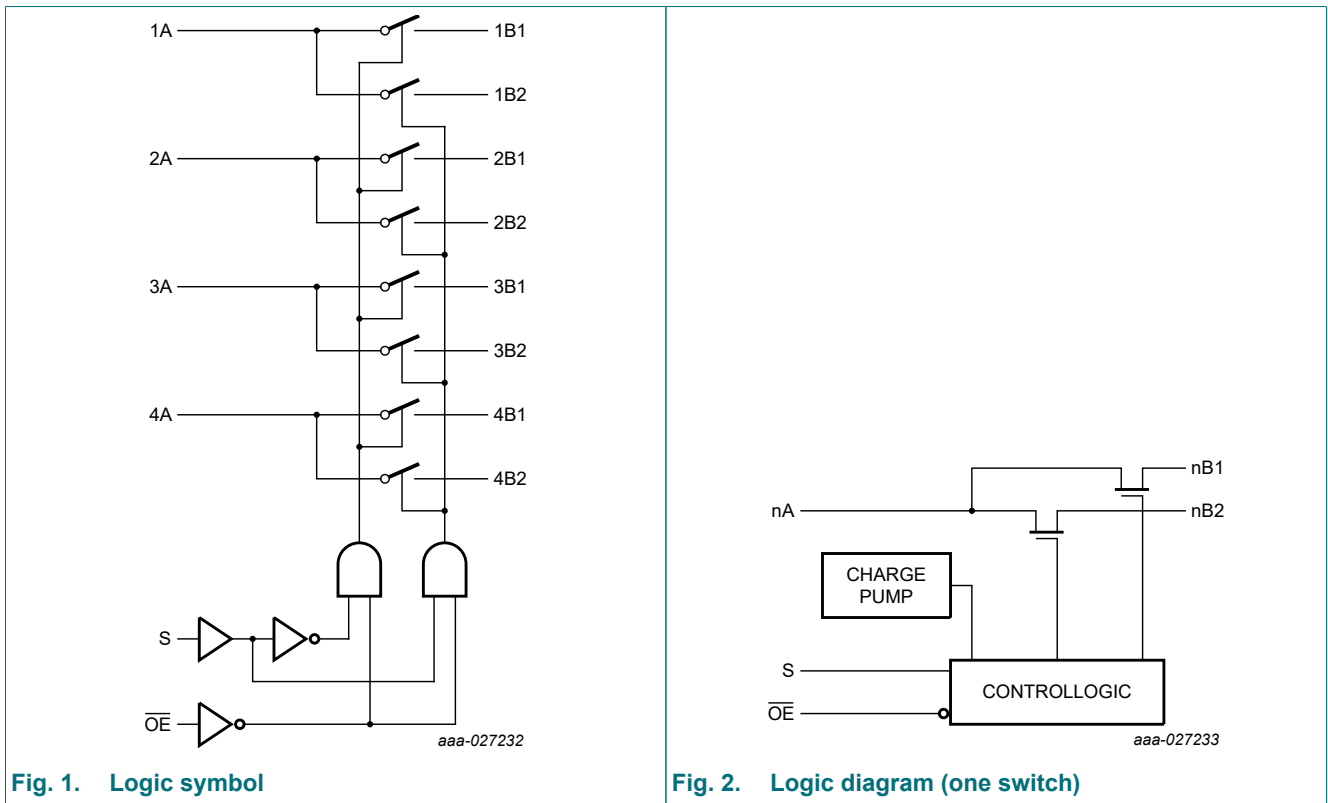 1A
1B1
1B2
2A
2B1
2B2
3A
3B1
3B2
4A
4B1
4B2
S
OE
aaa-027232
Fig. 1. Logic symbol
nB1
nA
nB2
CHARGE
PUMP
S
CONTROLLOGIC
OE
aaa-027233
Fig. 2. Logic diagram (one switch)